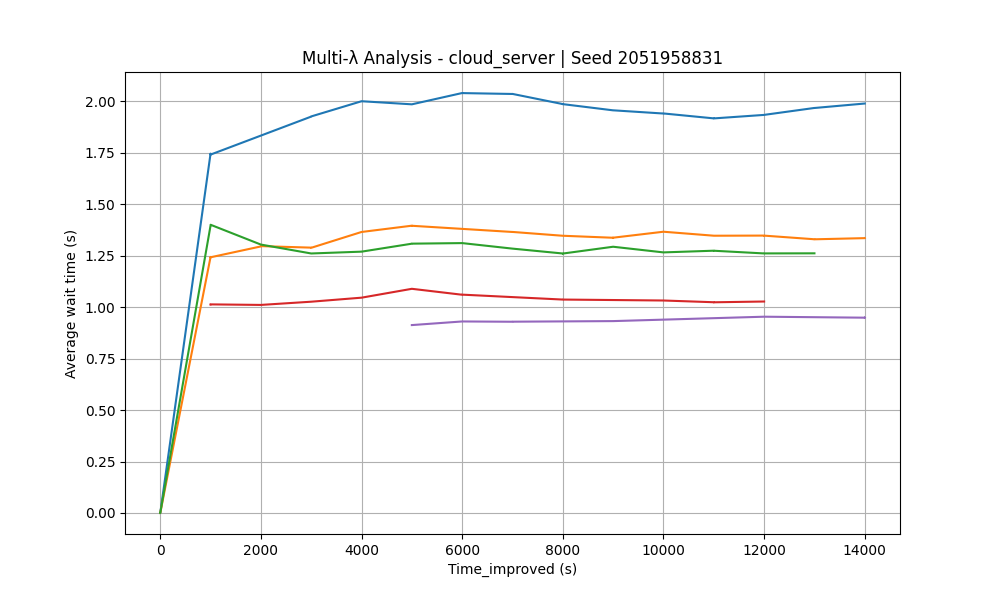 Multi-λ Analysis - cloud_server | Seed 2051958831
Average wait time (s)
2.00
1.75
1.50
1.25
1.00
0.75
0.50
0.25
0.00
0 2000 4000 6000 8000 10000 12000 14000
Time_improved (s)